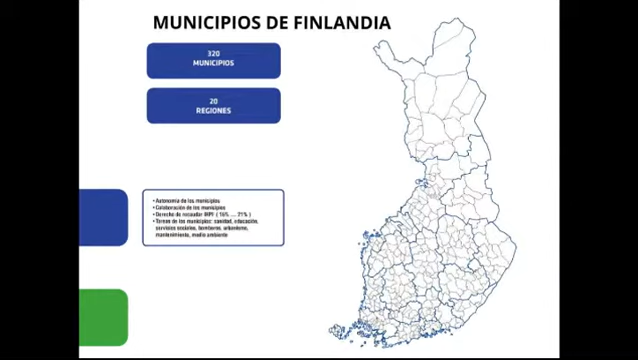 MUNICIPIOS DE FINLANDIA
320
MUNICIPIOS
20
REGIONES
• Autonomía de los municipios
• Colaboración de los municipios
• Derecho de recaudar IRPF ( 16% .... 21% )
• Tareas de los municipios: sanidad, educación,
servicios sociales, bomberos, urbanismo,
mantenimiento, medio ambiente